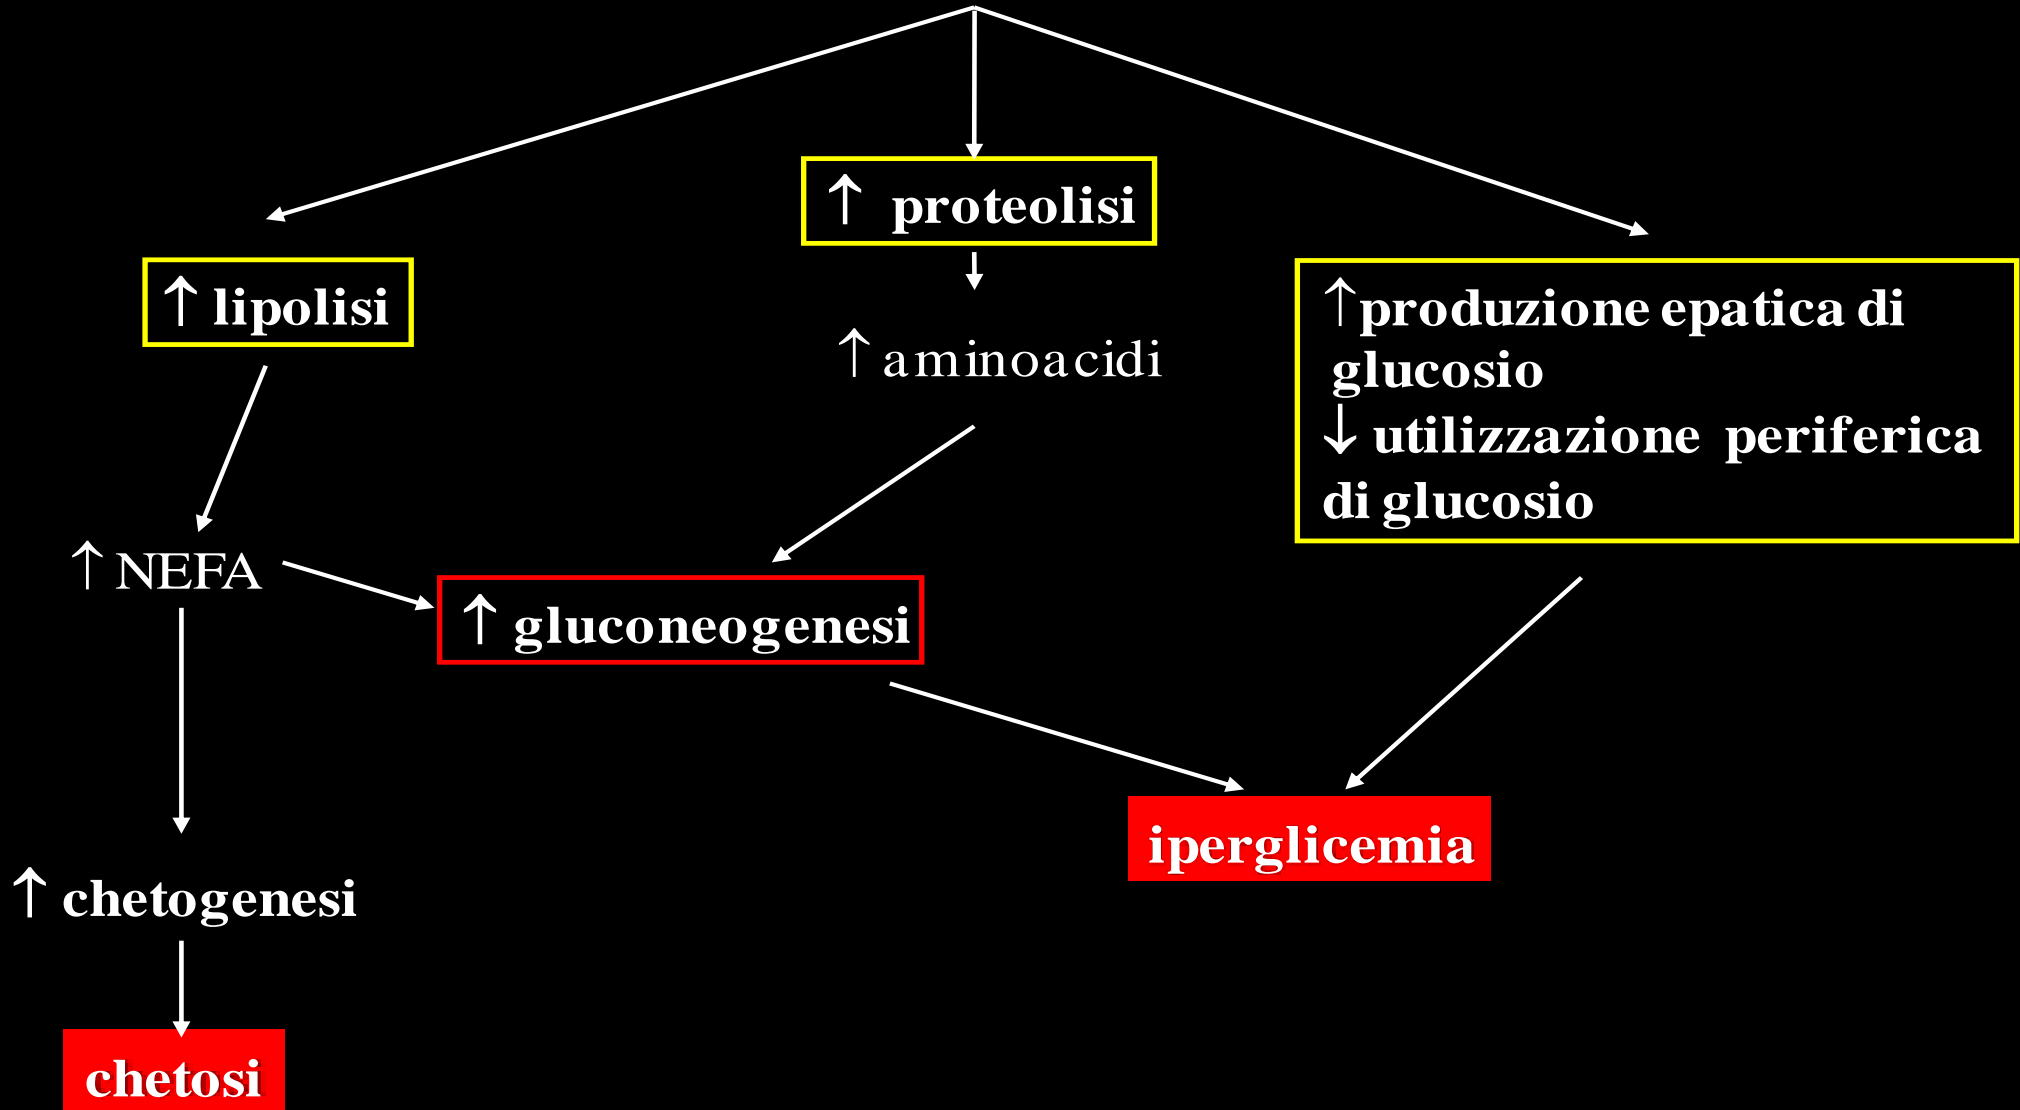 ↑ proteolisi
↑ lipolisi
↑ aminoacidi
↑produzione epatica di
glucosio
↓ utilizzazione periferica
di glucosio
↑ NEFA
↑ gluconeogenesi
iperglicemia
↑ chetogenesi
chetosi